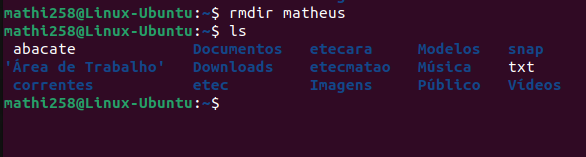 mathi258@Linux-Ubuntu:~$ rmdir matheus
mathi258@Linux-Ubuntu:~$ ls
abacate Documentos etecara Modelos snap
'Área de Trabalho' Downloads etecmatao Música txt
correntes etec Imagens Público Vídeos
mathi258@Linux-Ubuntu:~$